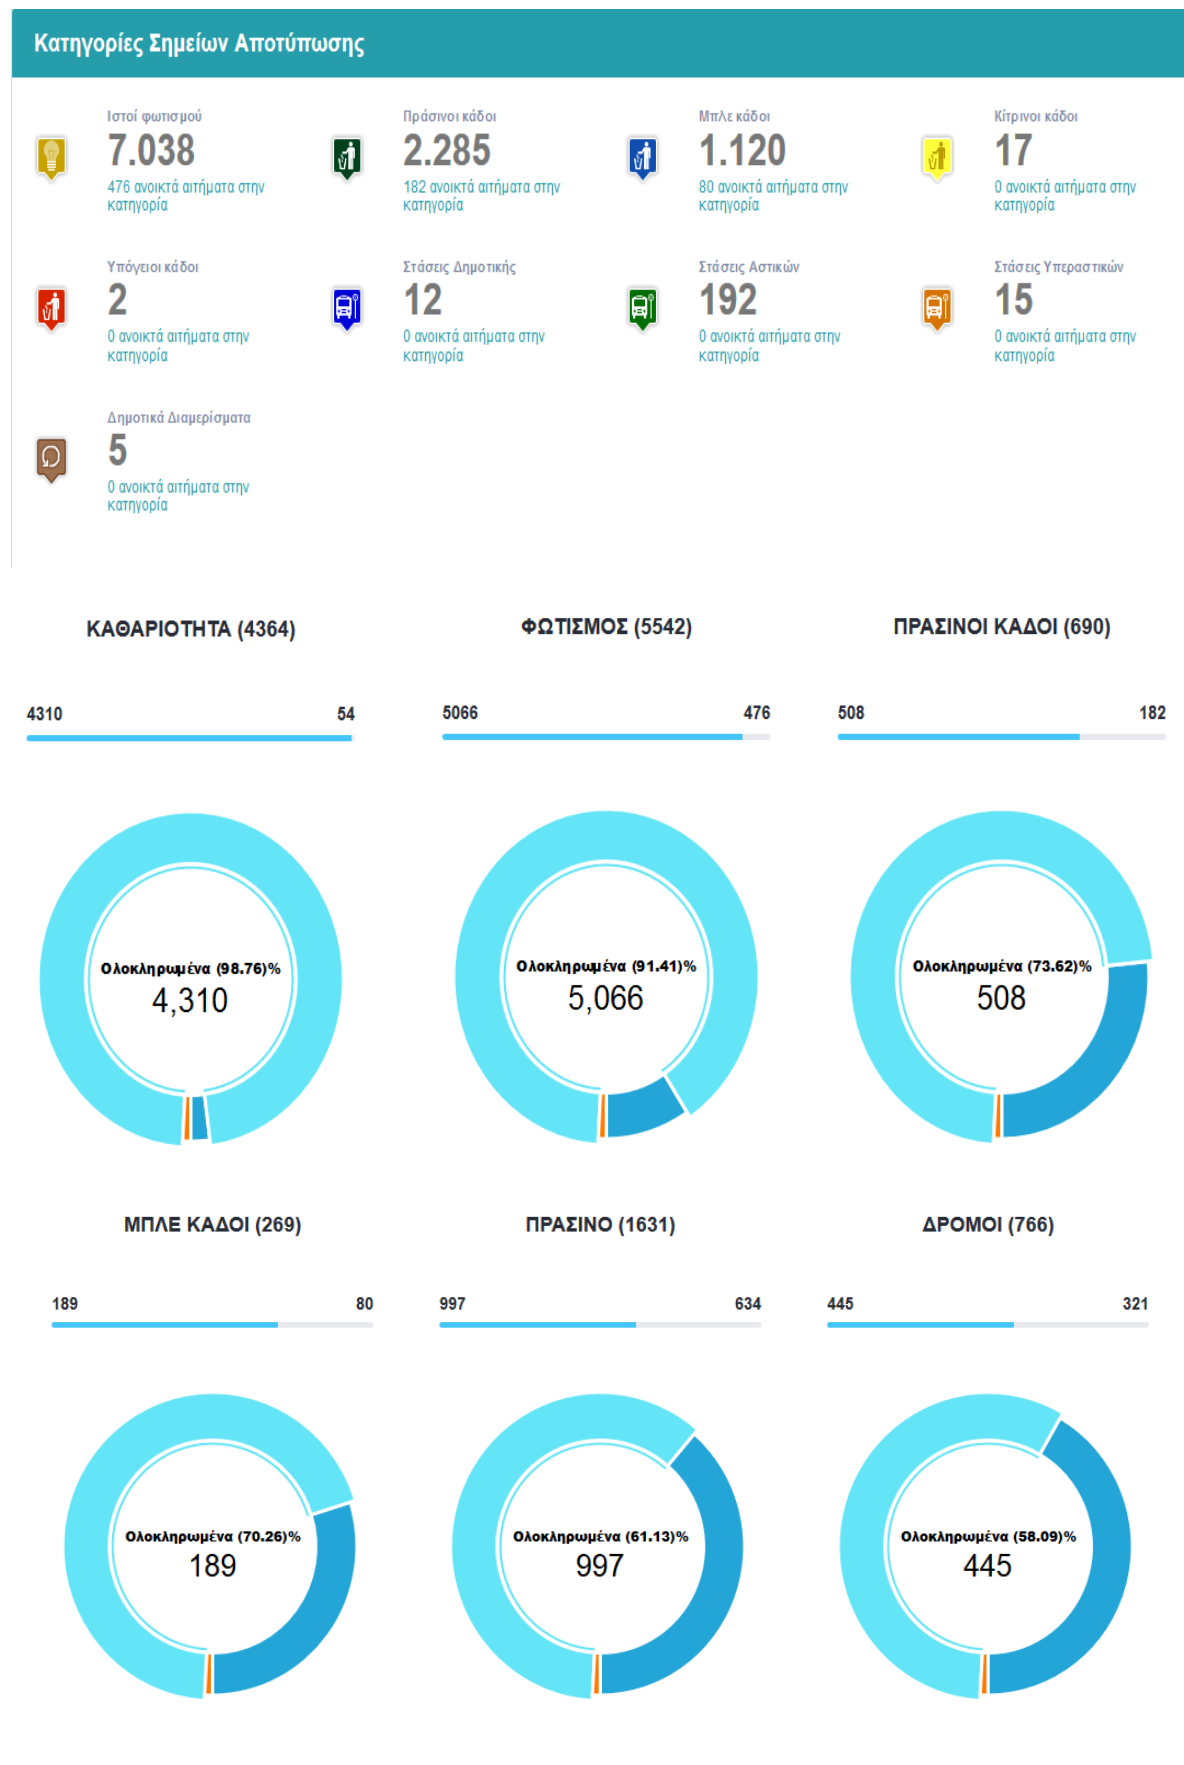 Κατηγορίες Σημείων Αποτύπωσης
Ιστοί φωτισμού
7.038
476 ανοικτά αιτήματα στην
κατηγορία
Πράσινοι κάδοι
2.285
182 ανοικτά αιτήματα στην
κατηγορία
Μπλε κάδοι
1.120
80 ανοικτά αιτήματα στην
κατηγορία
Κίτρινοι κάδοι
17
0 ανοικτά αιτήματα στην
κατηγορία
Υπόγειοι κάδοι
2
0 ανοικτά αιτήματα στην
κατηγορία
Στάσεις Δημοτικής
12
0 ανοικτά αιτήματα στην
κατηγορία
Στάσεις Αστικών
192
0 ανοικτά αιτήματα στην
κατηγορία
Στάσεις Υπεραστικών
15
0 ανοικτά αιτήματα στην
κατηγορία
Δημοτικά Διαμερίσματα
5
0 ανοικτά αιτήματα στην
κατηγορία
ΚΑΘΑΡΙΟΤΗΤΑ (4364)
4310 54
Ολοκληρωμένα (98.76)%
4,310
ΦΩΤΙΣΜΟΣ (5542)
5066 476
Ολοκληρωμένα (91.41)%
5,066
ΠΡΑΣΙΝΟΙ ΚΑΔΟΙ (690)
508 182
Ολοκληρωμένα (73.62)%
508
ΜΠΛΕ ΚΑΔΟΙ (269)
189 80
Ολοκληρωμένα (70.26)%
189
ΠΡΑΣΙΝΟ (1631)
997 634
Ολοκληρωμένα (61.13)%
997
ΔΡΟΜΟΙ (766)
445 321
Ολοκληρωμένα (58.09)%
445